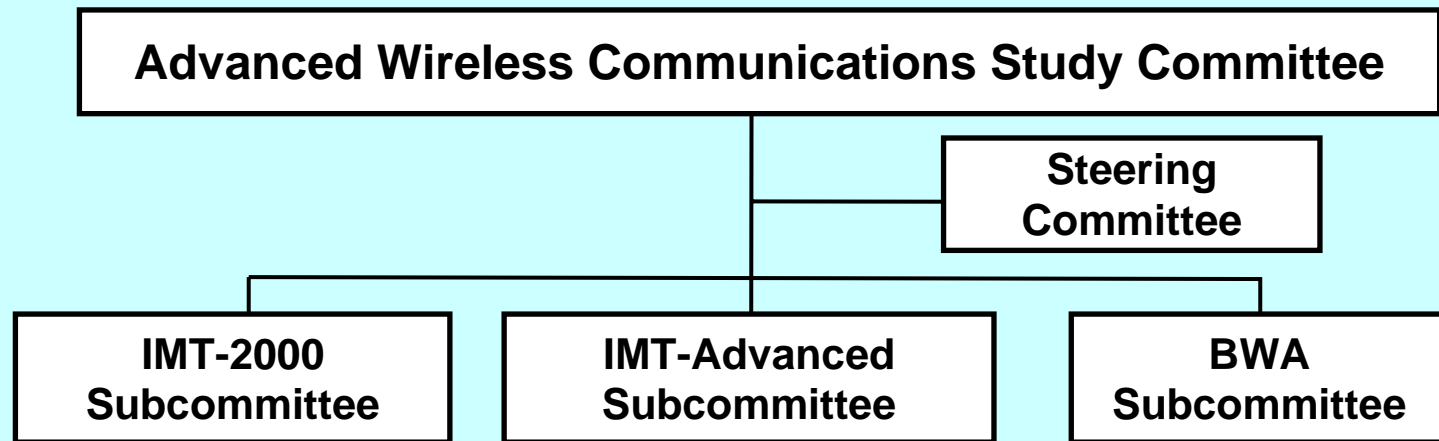 Advanced Wireless Communications Study Committee
Steering
Committee
IMT-2000
Subcommittee
IMT-Advanced
Subcommittee
BWA
Subcommittee